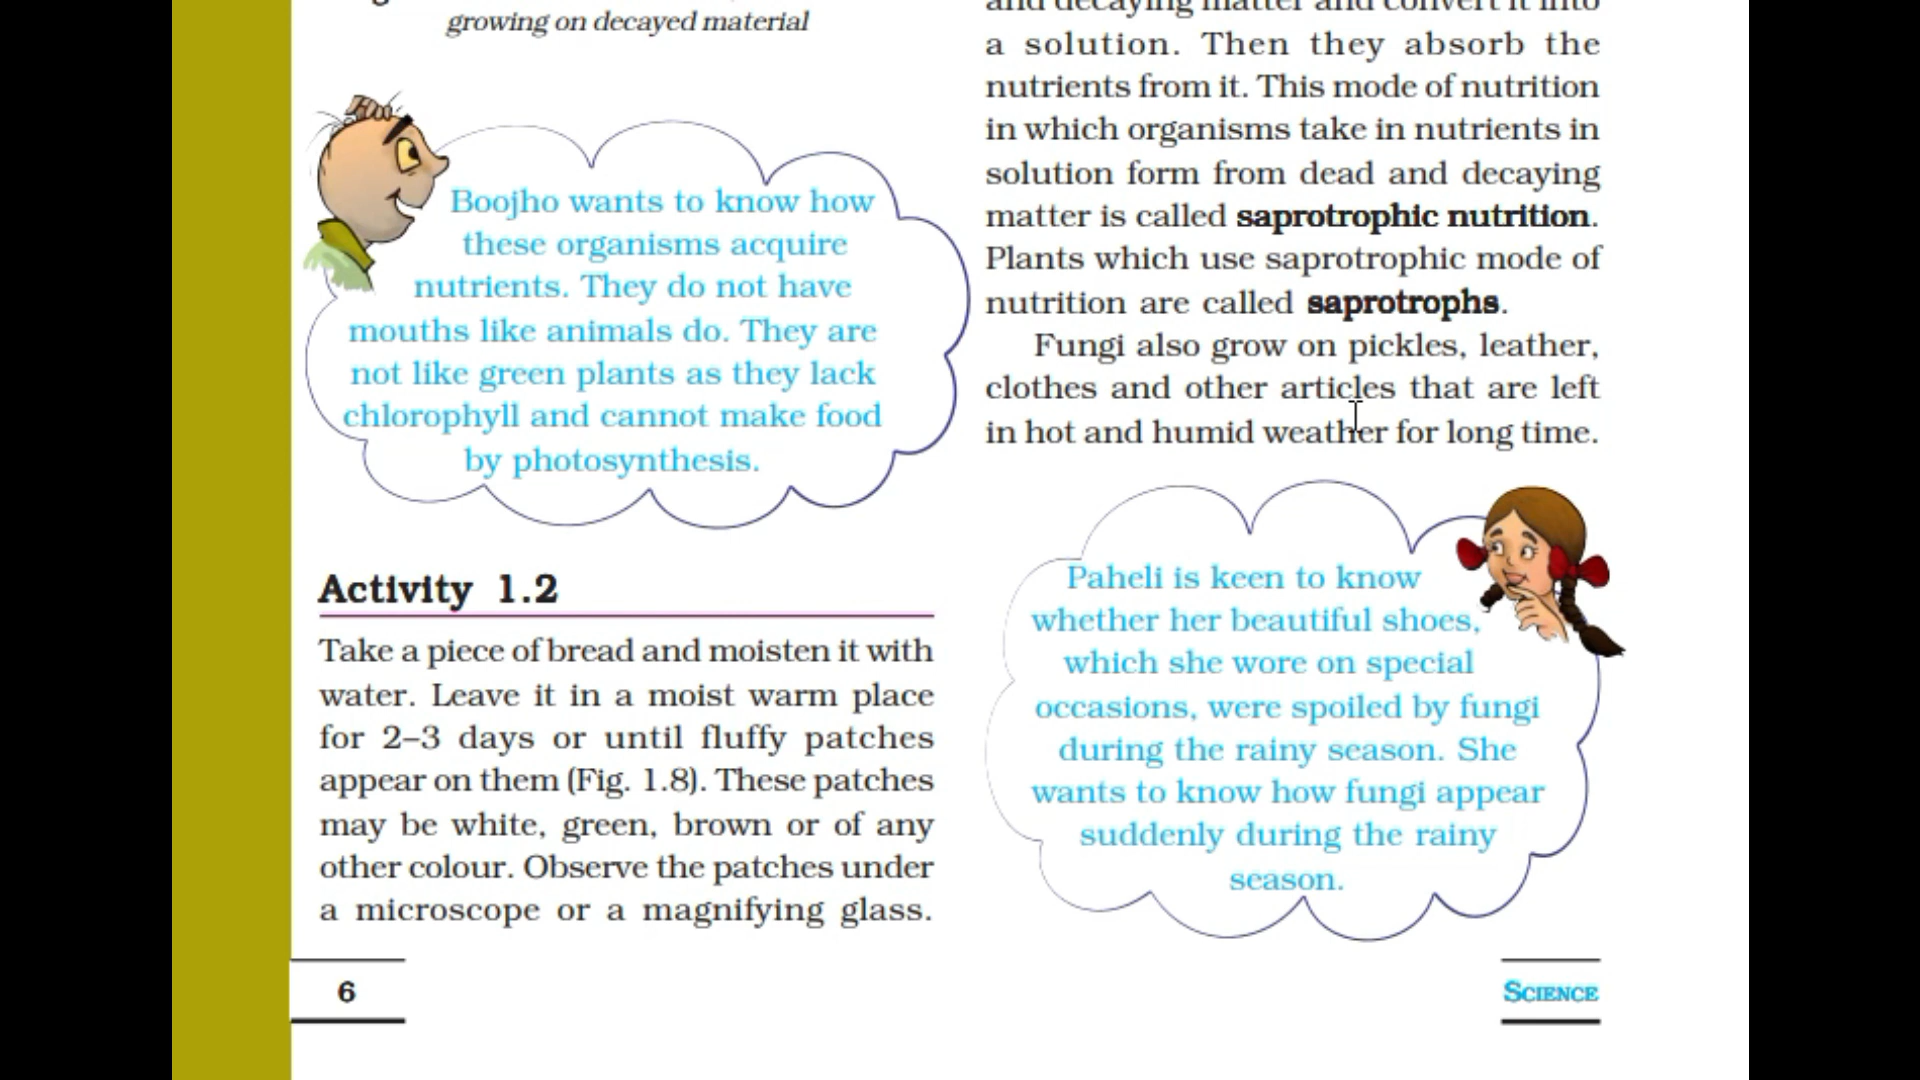 growing on decayed material
Boojho wants to know how
these organisms acquire
nutrients. They do not have
mouths like animals do. They are
not like green plants as they lack
chlorophyll and cannot make food
by photosynthesis.
Activity 1.2
Take a piece of bread and moisten it with
water. Leave it in a moist warm place
for 2–3 days or until fluffy patches
appear on them (Fig. 1.8). These patches
may be white, green, brown or of any
other colour. Observe the patches under
a microscope or a magnifying glass.
and decaying matter and convert it into
a solution. Then they absorb the
nutrients from it. This mode of nutrition
in which organisms take in nutrients in
solution form from dead and decaying
matter is called saprotrophic nutrition.
Plants which use saprotrophic mode of
nutrition are called saprotrophs.
Fungi also grow on pickles, leather,
clothes and other articles that are left
in hot and humid weather for long time.
Paheli is keen to know
whether her beautiful shoes,
which she wore on special
occasions, were spoiled by fungi
during the rainy season. She
wants to know how fungi appear
suddenly during the rainy
season.
6
SCIENCE